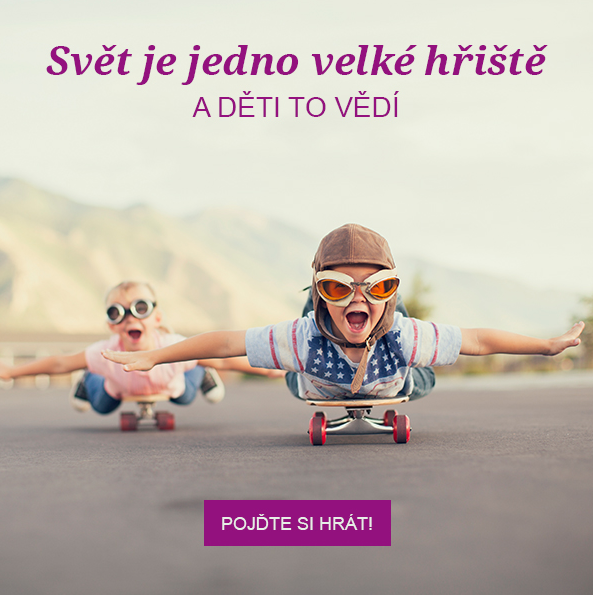 Svět je jedno velké hřiště
A DĚTI TO VĚDÍ
POJĎTE SI HRÁT!